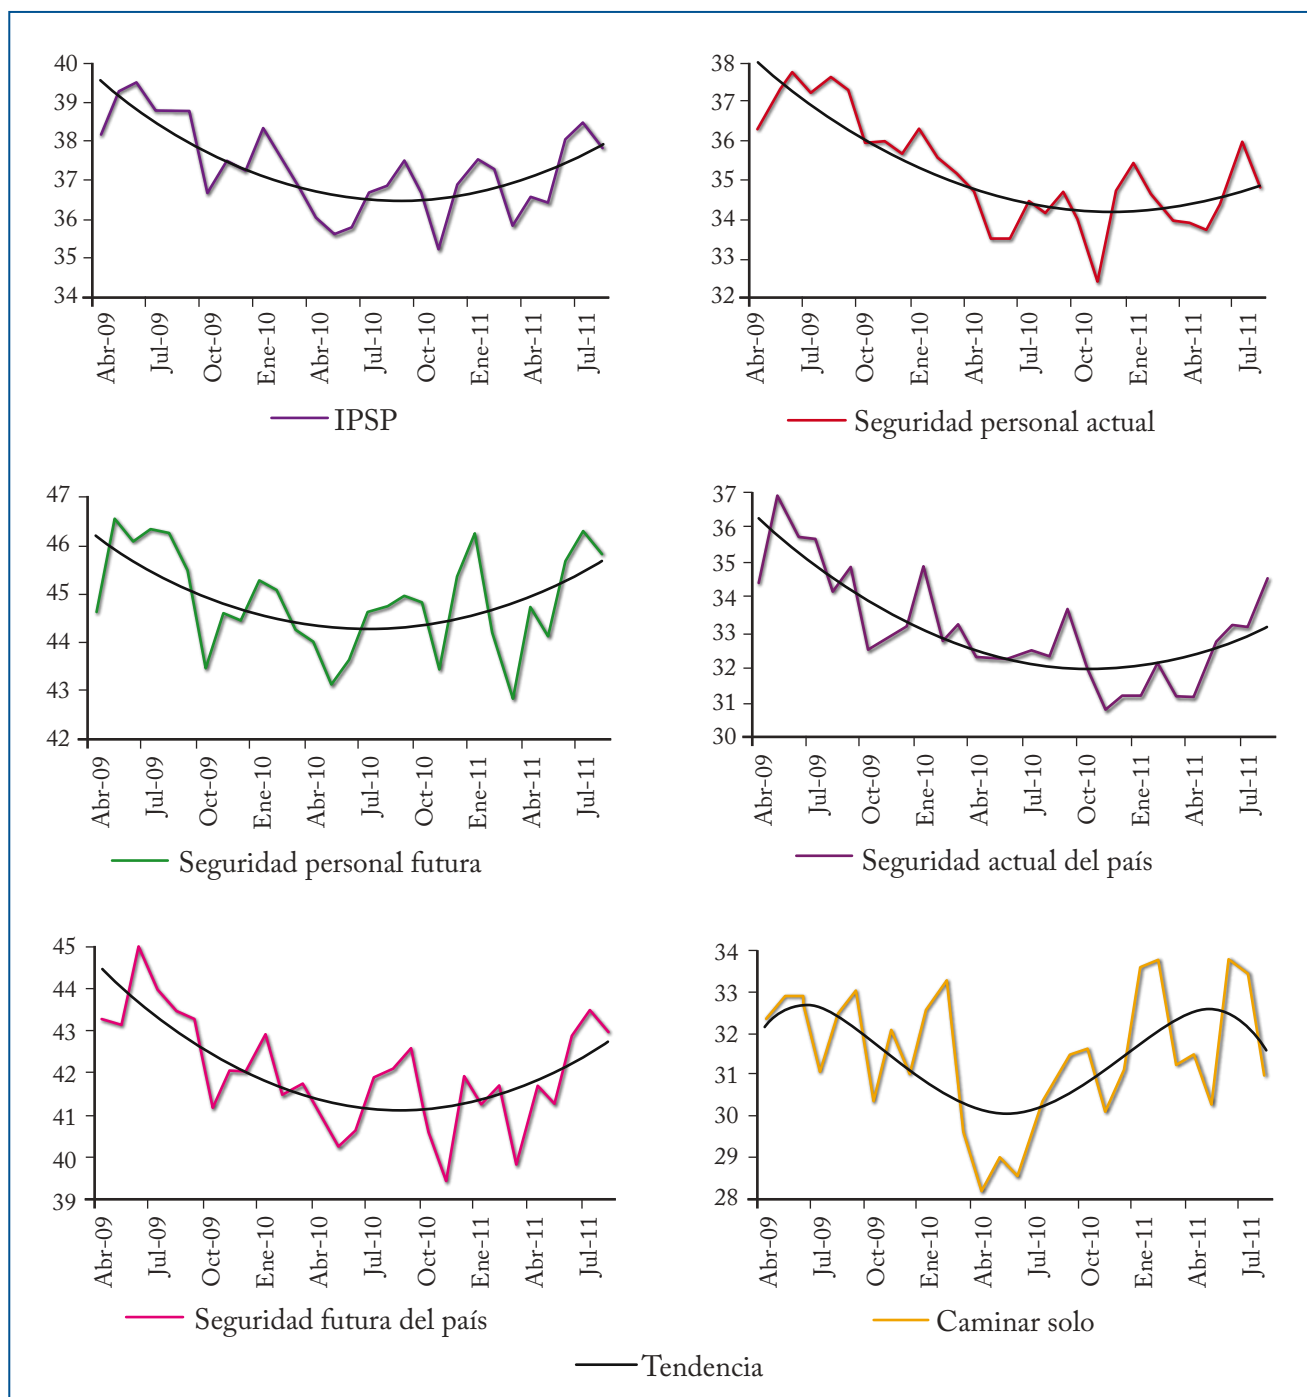 40
39
38
37
36
35
34
Abr-09
Jul-09
Oct-09
Ene-10
Abr-10
Jul-10
Oct-10
Ene-11
Abr-11
Jul-11
IPSP
38
37
36
35
34
33
32
Abr-09
Jul-09
Oct-09
Ene-10
Abr-10
Jul-10
Oct-10
Ene-11
Abr-11
Jul-11
Seguridad personal actual
47
46
45
44
43
42
Abr-09
Jul-09
Oct-09
Ene-10
Abr-10
Jul-10
Oct-10
Ene-11
Abr-11
Jul-11
Seguridad personal futura
37
36
35
34
33
32
31
30
Abr-09
Jul-09
Oct-09
Ene-10
Abr-10
Jul-10
Oct-10
Ene-11
Abr-11
Jul-11
Seguridad actual del país
45
44
43
42
41
40
39
Abr-09
Jul-09
Oct-09
Ene-10
Abr-10
Jul-10
Oct-10
Ene-11
Abr-11
Jul-11
Seguridad futura del país
34
33
32
31
30
29
28
Abr-09
Jul-09
Oct-09
Ene-10
Abr-10
Jul-10
Oct-10
Ene-11
Abr-11
Jul-11
Caminar solo
Tendencia